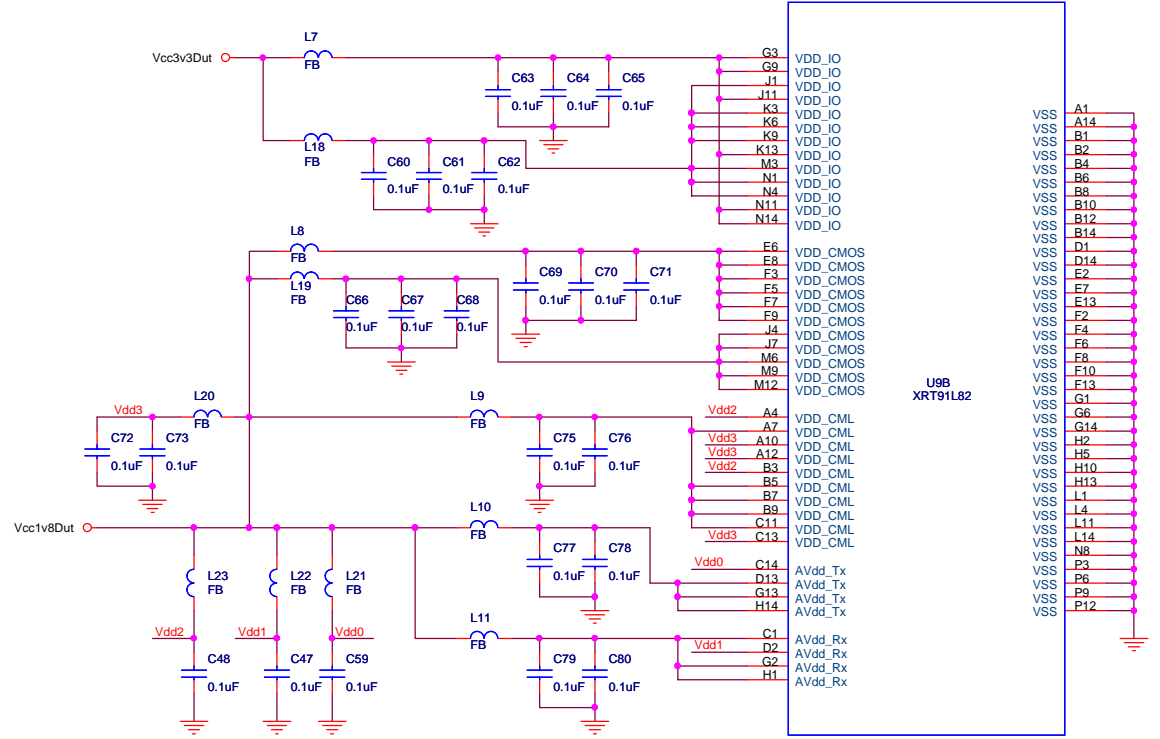 L7
FB
Vcc3v3Dut
C63
0.1uF
C64
0.1uF
C65
0.1uF
L18
FB
C60
0.1uF
C61
0.1uF
C62
0.1uF
L8
FB
L19
FB
C69
0.1uF
C70
0.1uF
C71
0.1uF
C66
0.1uF
C67
0.1uF
C68
0.1uF
L20
FB
Vdd3
C72
0.1uF
C73
0.1uF
L9
FB
C75
0.1uF
C76
0.1uF
Vcc1v8Dut
L10
FB
C77
0.1uF
C78
0.1uF
L23
FB
L22
FB
L21
FB
Vdd2
Vdd1
Vdd0
C48
0.1uF
C47
0.1uF
C59
0.1uF
L11
FB
C79
0.1uF
C80
0.1uF
G3 VDD_IO
G9 VDD_IO
J1 VDD_IO
J11 VDD_IO
K3 VDD_IO
K6 VDD_IO
K9 VDD_IO
K13 VDD_IO
M3 VDD_IO
N1 VDD_IO
N4 VDD_IO
N11 VDD_IO
N14 VDD_IO
E6 VDD_CMOS
E8 VDD_CMOS
F3 VDD_CMOS
F5 VDD_CMOS
F7 VDD_CMOS
F9 VDD_CMOS
J4 VDD_CMOS
J7 VDD_CMOS
M6 VDD_CMOS
M9 VDD_CMOS
M12 VDD_CMOS
Vdd2 A4 VDD_CML
A7 VDD_CML
Vdd3 A10 VDD_CML
Vdd3 A12 VDD_CML
Vdd2 B3 VDD_CML
B5 VDD_CML
B7 VDD_CML
B9 VDD_CML
C11 VDD_CML
Vdd3 C13 VDD_CML
Vdd0 C14 AVdd_Tx
D13 AVdd_Tx
G13 AVdd_Tx
H14 AVdd_Tx
C1 AVdd_Rx
Vdd1 D2 AVdd_Rx
G2 AVdd_Rx
H1 AVdd_Rx
U9B
XRT91L82
VSS A1
VSS A14
VSS B1
VSS B2
VSS B4
VSS B6
VSS B8
VSS B10
VSS B12
VSS B14
VSS D1
VSS D14
VSS E2
VSS E7
VSS E13
VSS F2
VSS F4
VSS F6
VSS F8
VSS F10
VSS F13
VSS G1
VSS G6
VSS G14
VSS H2
VSS H5
VSS H10
VSS H13
VSS L1
VSS L4
VSS L11
VSS L14
VSS N8
VSS P3
VSS P6
VSS P9
VSS P12